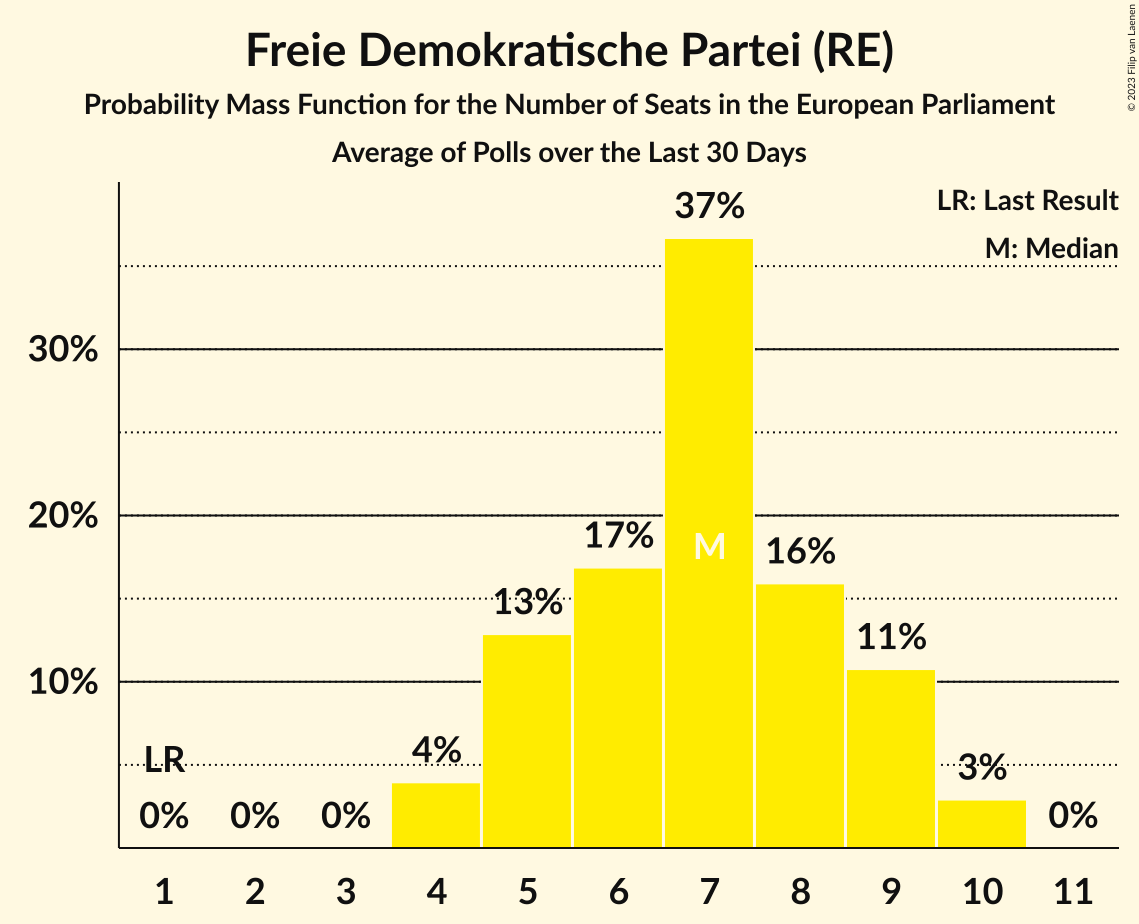 Freie Demokratische Partei (RE)
Probability Mass Function for the Number of Seats in the European Parliament
Average of Polls over the Last 30 Days
© 2023 Filip van Laenen
LR: Last Result
M: Median
37%
30%
20%
17%
M
16%
13%
11%
10%
LR
4%
3%
0%
0%
0%
0%
1 2 3 4 5 6 7 8 9 10 11